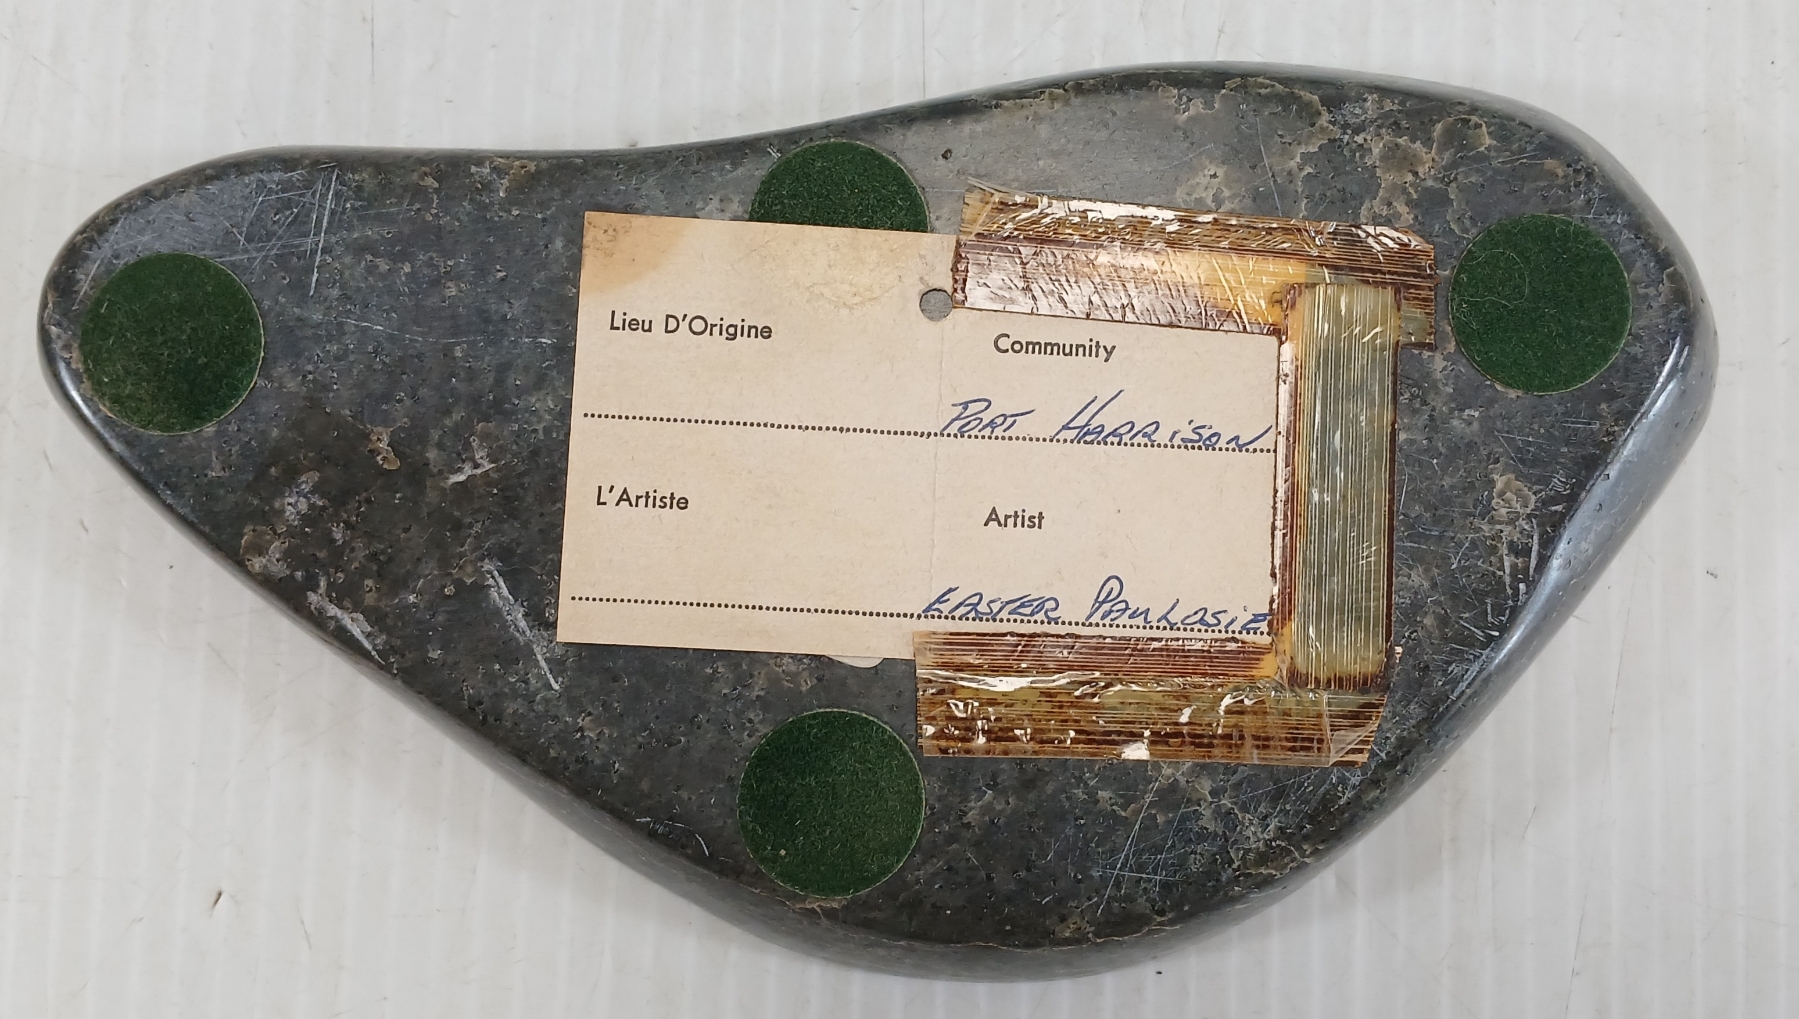 Lieu D'Origine
Community
PORT HARRISON
L'Artiste
Artist
EASTER PAULOSIE